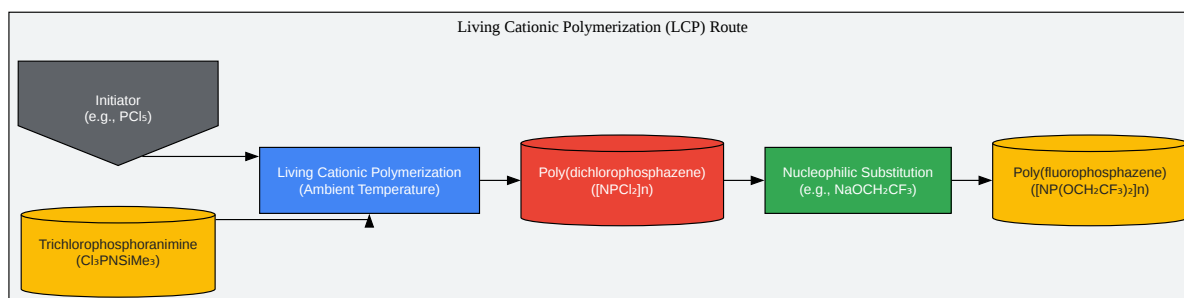 Living Cationic Polymerization (LCP) Route
Initiator
(e.g., PCl₅)
Living Cationic Polymerization
(Ambient Temperature)
Poly(dichlorophosphazene)
([NPCl₂]n)
Nucleophilic Substitution
(e.g., NaOCH₂CF₃)
Poly(fluorophosphazene)
([NP(OCH₂CF₃)₂]n)
Trichlorophosphoranimine
(Cl₃PNSiMe₃)